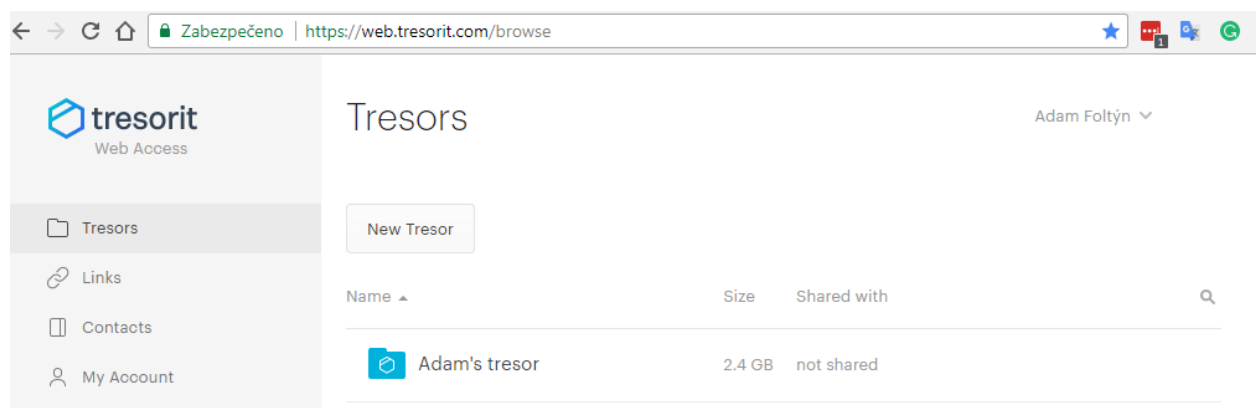 Zabezpečeno | https://web.tresorit.com/browse
1
tresorit
Web Access
Tresors
Links
Contacts
My Account
Tresors
Adam Foltýn
New Tresor
Name Size Shared with
Adam's tresor 2.4 GB not shared